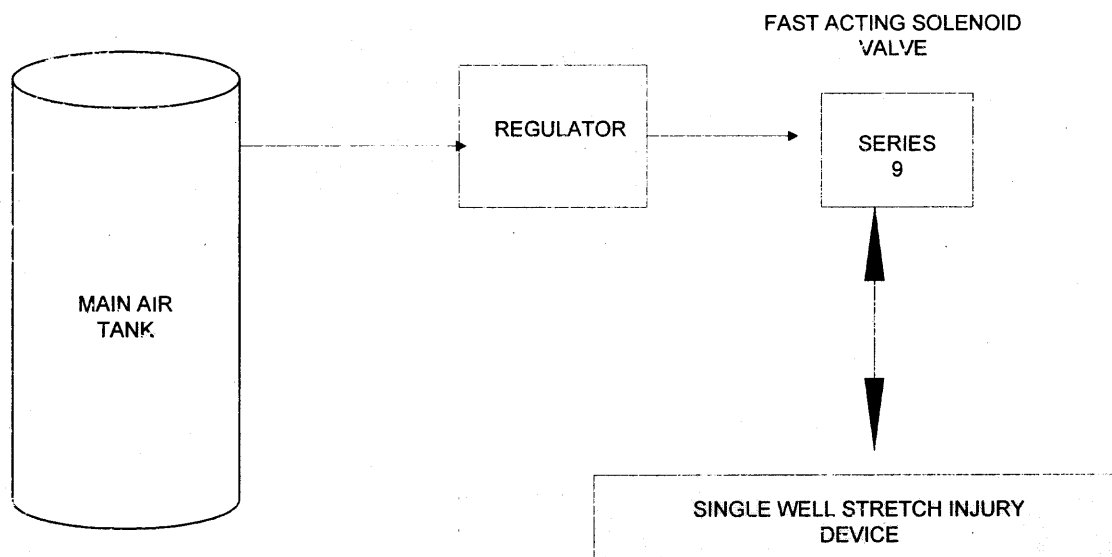 FAST ACTING SOLENOID
VALVE
REGULATOR
SERIES
9
MAIN AIR
TANK
SINGLE WELL STRETCH INJURY
DEVICE